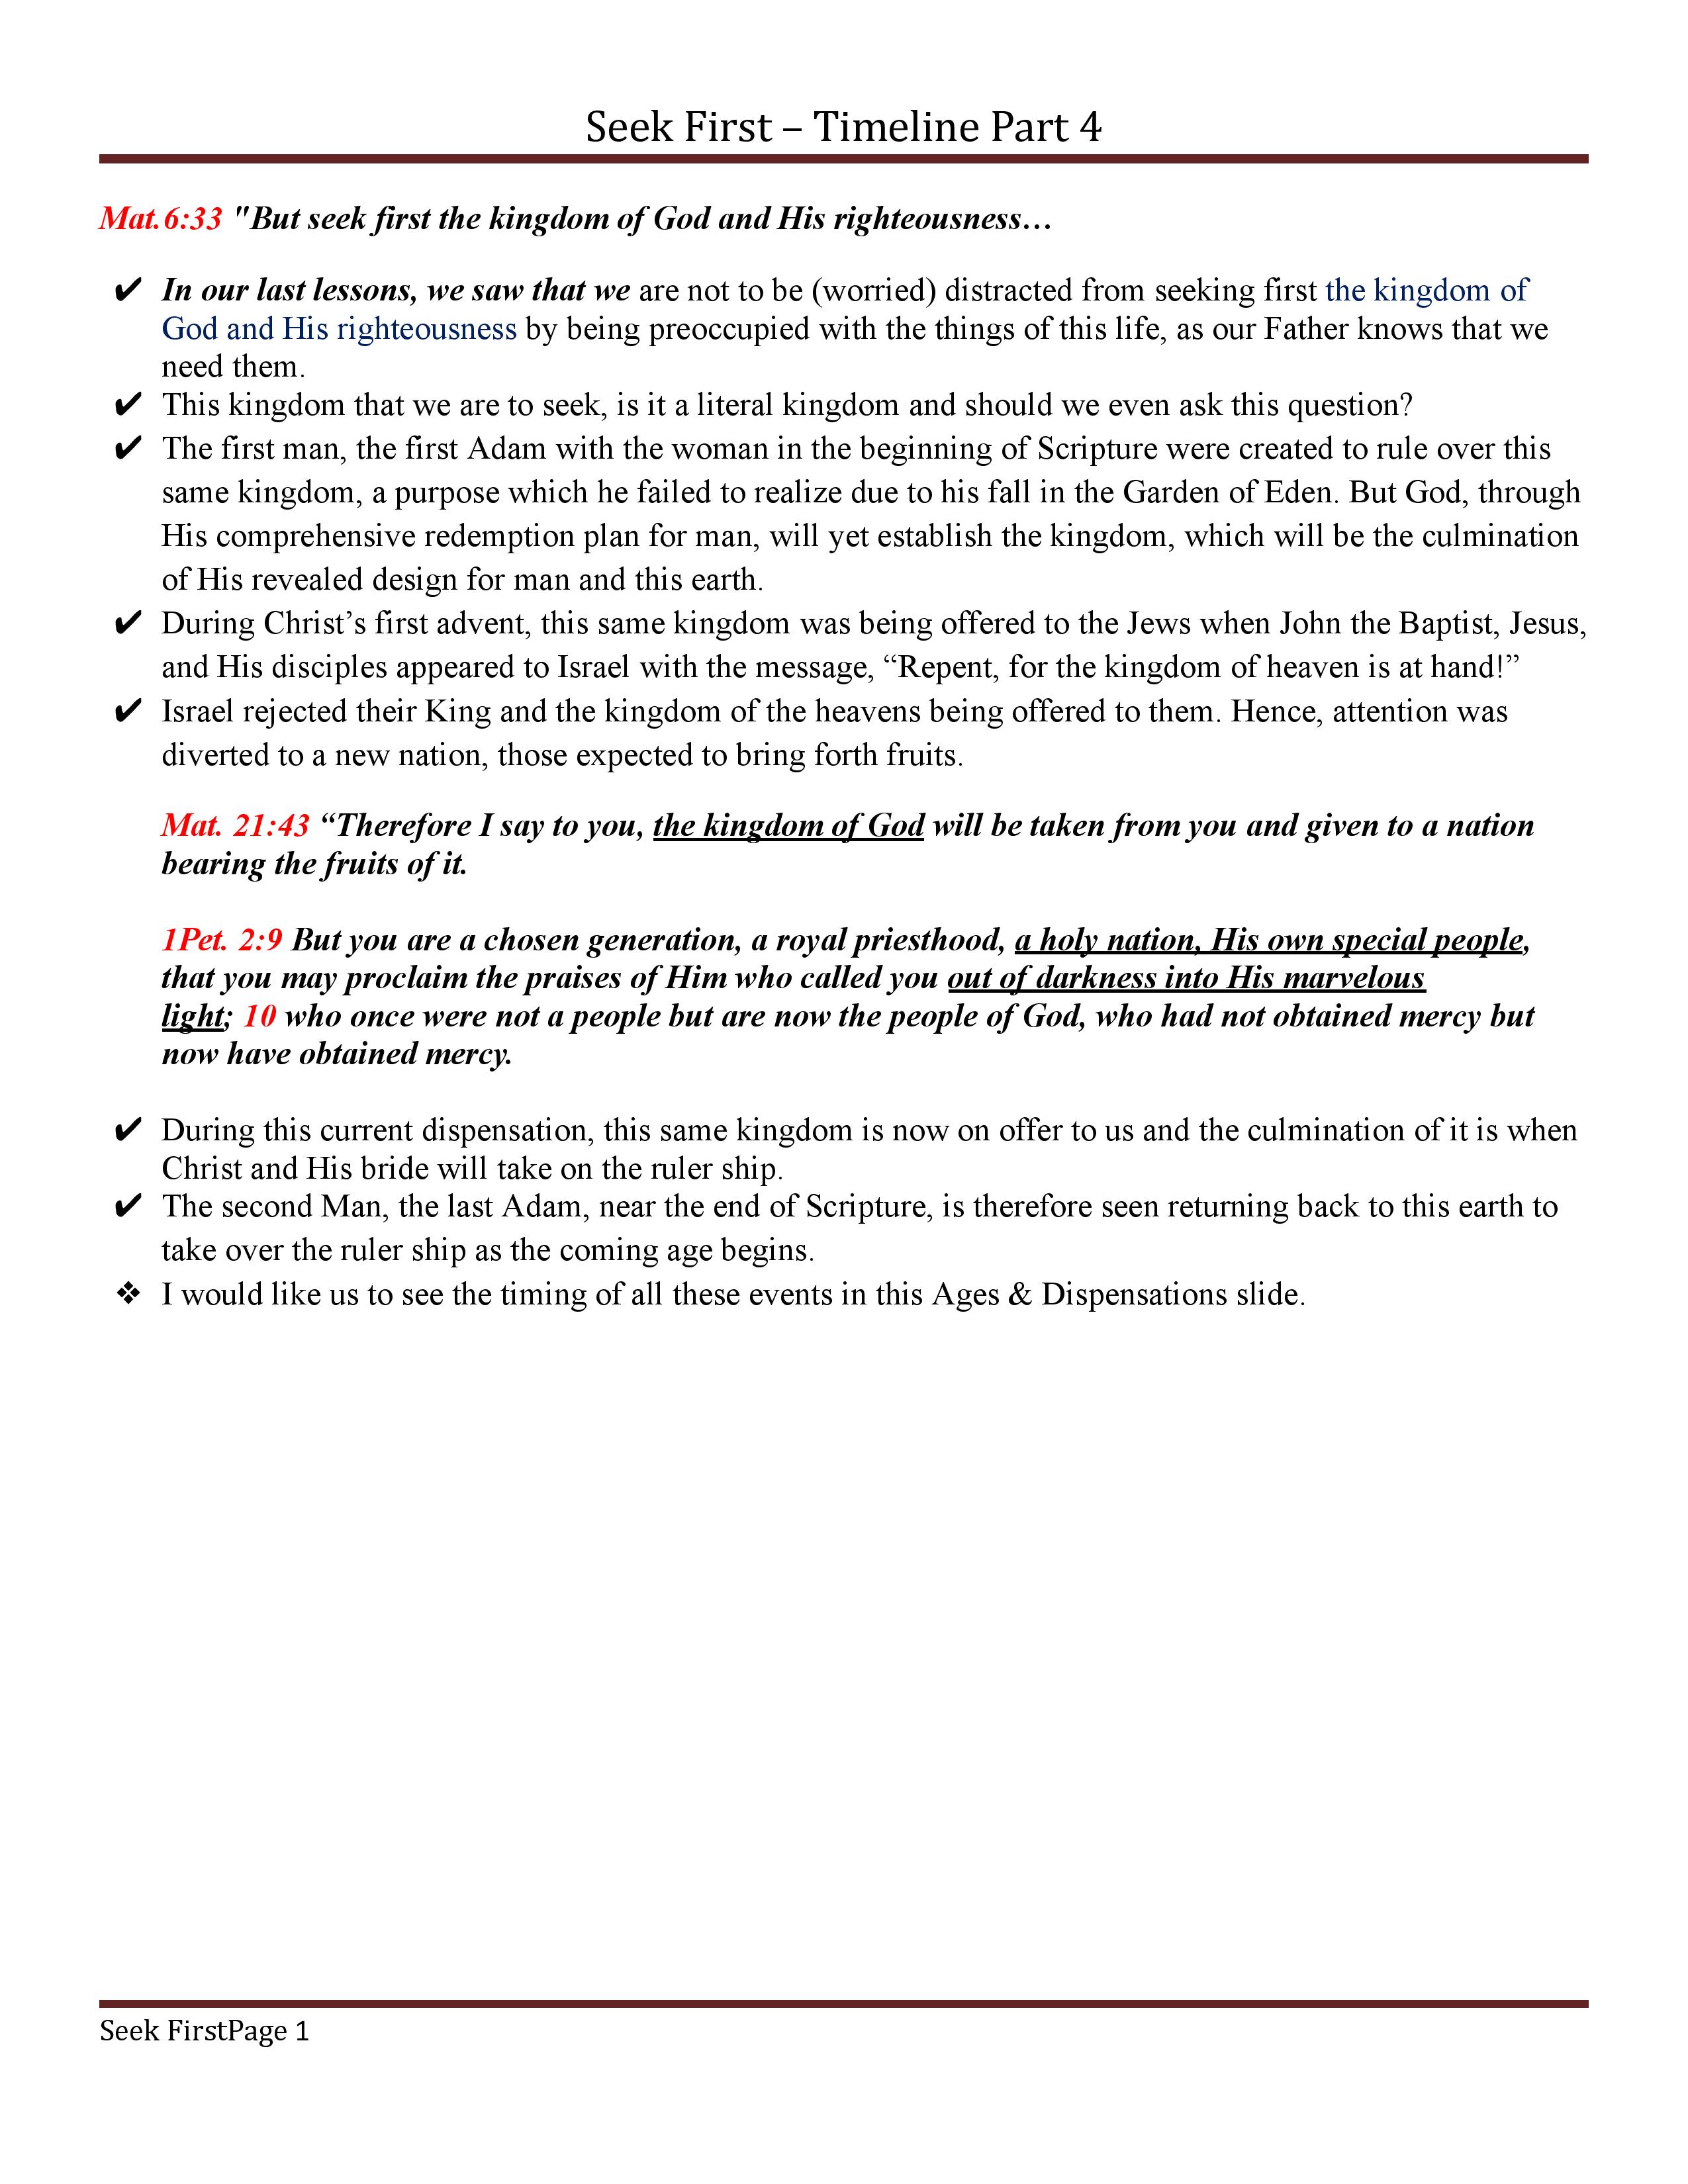 Seek First – Timeline Part 4
Mat.6:33 "But seek first the kingdom of God and His righteousness…
✔ In our last lessons, we saw that we are not to be (worried) distracted from seeking first the kingdom of
God and His righteousness by being preoccupied with the things of this life, as our Father knows that we
need them.
✔ This kingdom that we are to seek, is it a literal kingdom and should we even ask this question?
✔ The first man, the first Adam with the woman in the beginning of Scripture were created to rule over this
same kingdom, a purpose which he failed to realize due to his fall in the Garden of Eden. But God, through
His comprehensive redemption plan for man, will yet establish the kingdom, which will be the culmination
of His revealed design for man and this earth.
✔ During Christ’s first advent, this same kingdom was being offered to the Jews when John the Baptist, Jesus,
and His disciples appeared to Israel with the message, “Repent, for the kingdom of heaven is at hand!”
✔ Israel rejected their King and the kingdom of the heavens being offered to them. Hence, attention was
diverted to a new nation, those expected to bring forth fruits.
Mat. 21:43 “Therefore I say to you, the kingdom of God will be taken from you and given to a nation
bearing the fruits of it.
1Pet. 2:9 But you are a chosen generation, a royal priesthood, a holy nation, His own special people,
that you may proclaim the praises of Him who called you out of darkness into His marvelous
light; 10 who once were not a people but are now the people of God, who had not obtained mercy but
now have obtained mercy.
✔ During this current dispensation, this same kingdom is now on offer to us and the culmination of it is when
Christ and His bride will take on the ruler ship.
✔ The second Man, the last Adam, near the end of Scripture, is therefore seen returning back to this earth to
take over the ruler ship as the coming age begins.
❖ I would like us to see the timing of all these events in this Ages & Dispensations slide.
Seek FirstPage 1